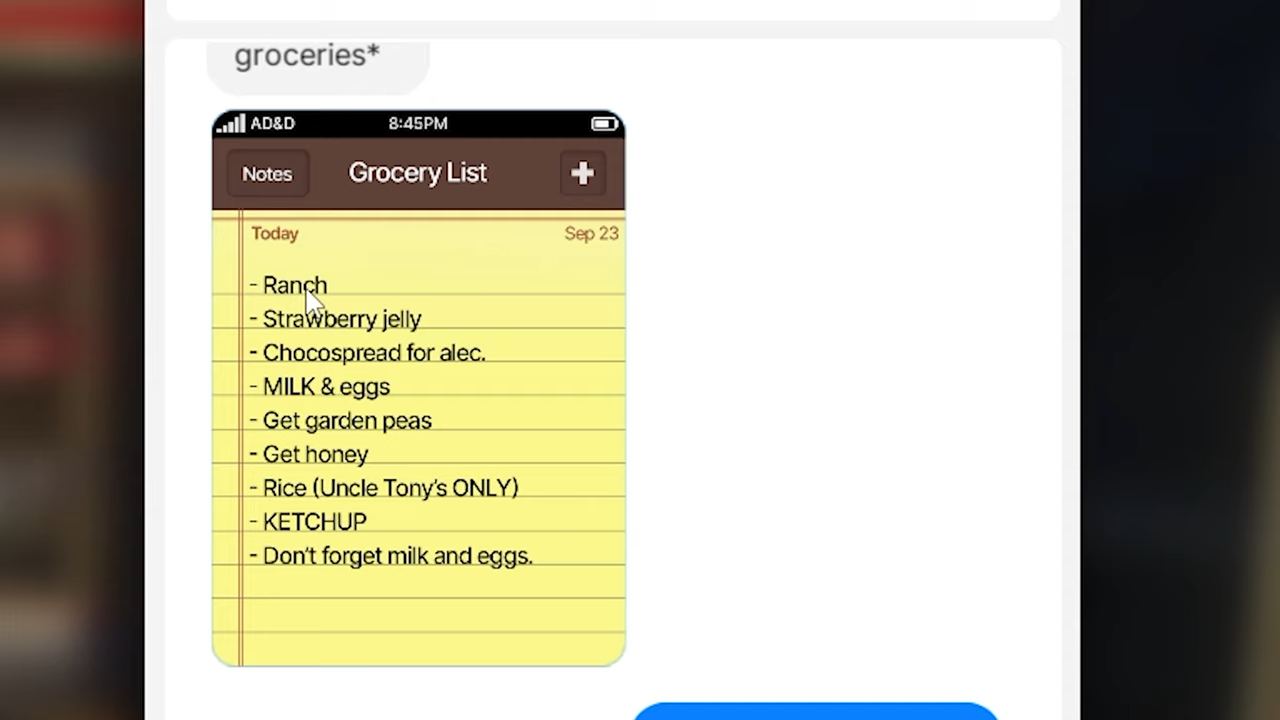 groceries*
AD&D 8:45PM
Notes Grocery List +
Today Sep 23
- Ranch
- Strawberry jelly
- Chocospread for alec.
- MILK & eggs
- Get garden peas
- Get honey
- Rice (Uncle Tony's ONLY)
- KETCHUP
- Don't forget milk and eggs.